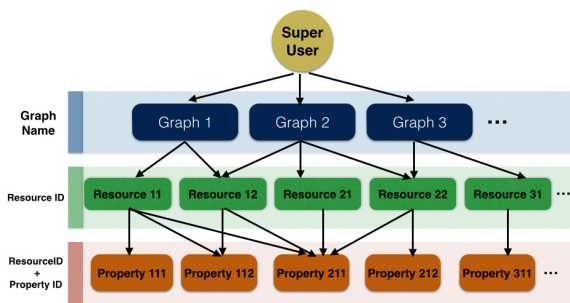 Super
User
Graph
Name
Graph 1
Graph 2
Graph 3
...
Resource ID
Resource 11
Resource 12
Resource 21
Resource 22
Resource 31
...
ResourceID
+
Property ID
Property 111
Property 112
Property 211
Property 212
Property 311
...